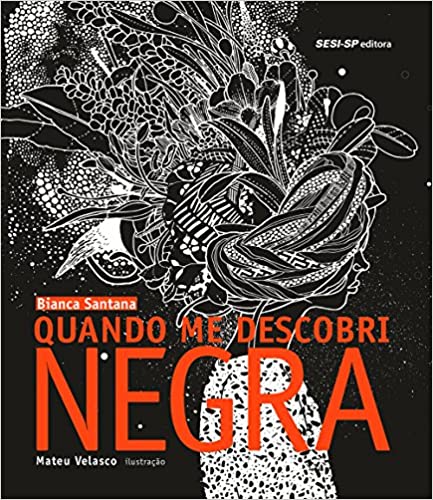 SESI-SP editora
Bianca Santana
QUANDO ME DESCOBRI
NEGRA
Mateu Velasco ilustração